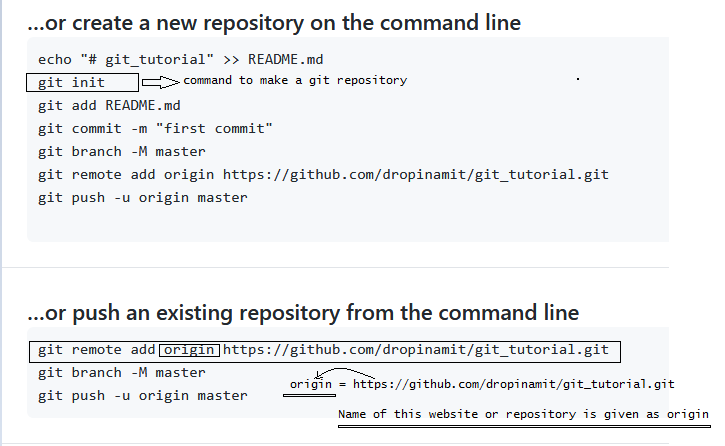 ...or create a new repository on the command line
echo "# git_tutorial" >> README.md
git init command to make a git repository
git add README.md
git commit -m "first commit"
git branch -M master
git remote add origin https://github.com/dropinamit/git_tutorial.git
git push -u origin master
...or push an existing repository from the command line
git remote add origin https://github.com/dropinamit/git_tutorial.git
git branch -M master
git push -u origin master
origin = https://github.com/dropinamit/git_tutorial.git
Name of this website or repository is given as origin